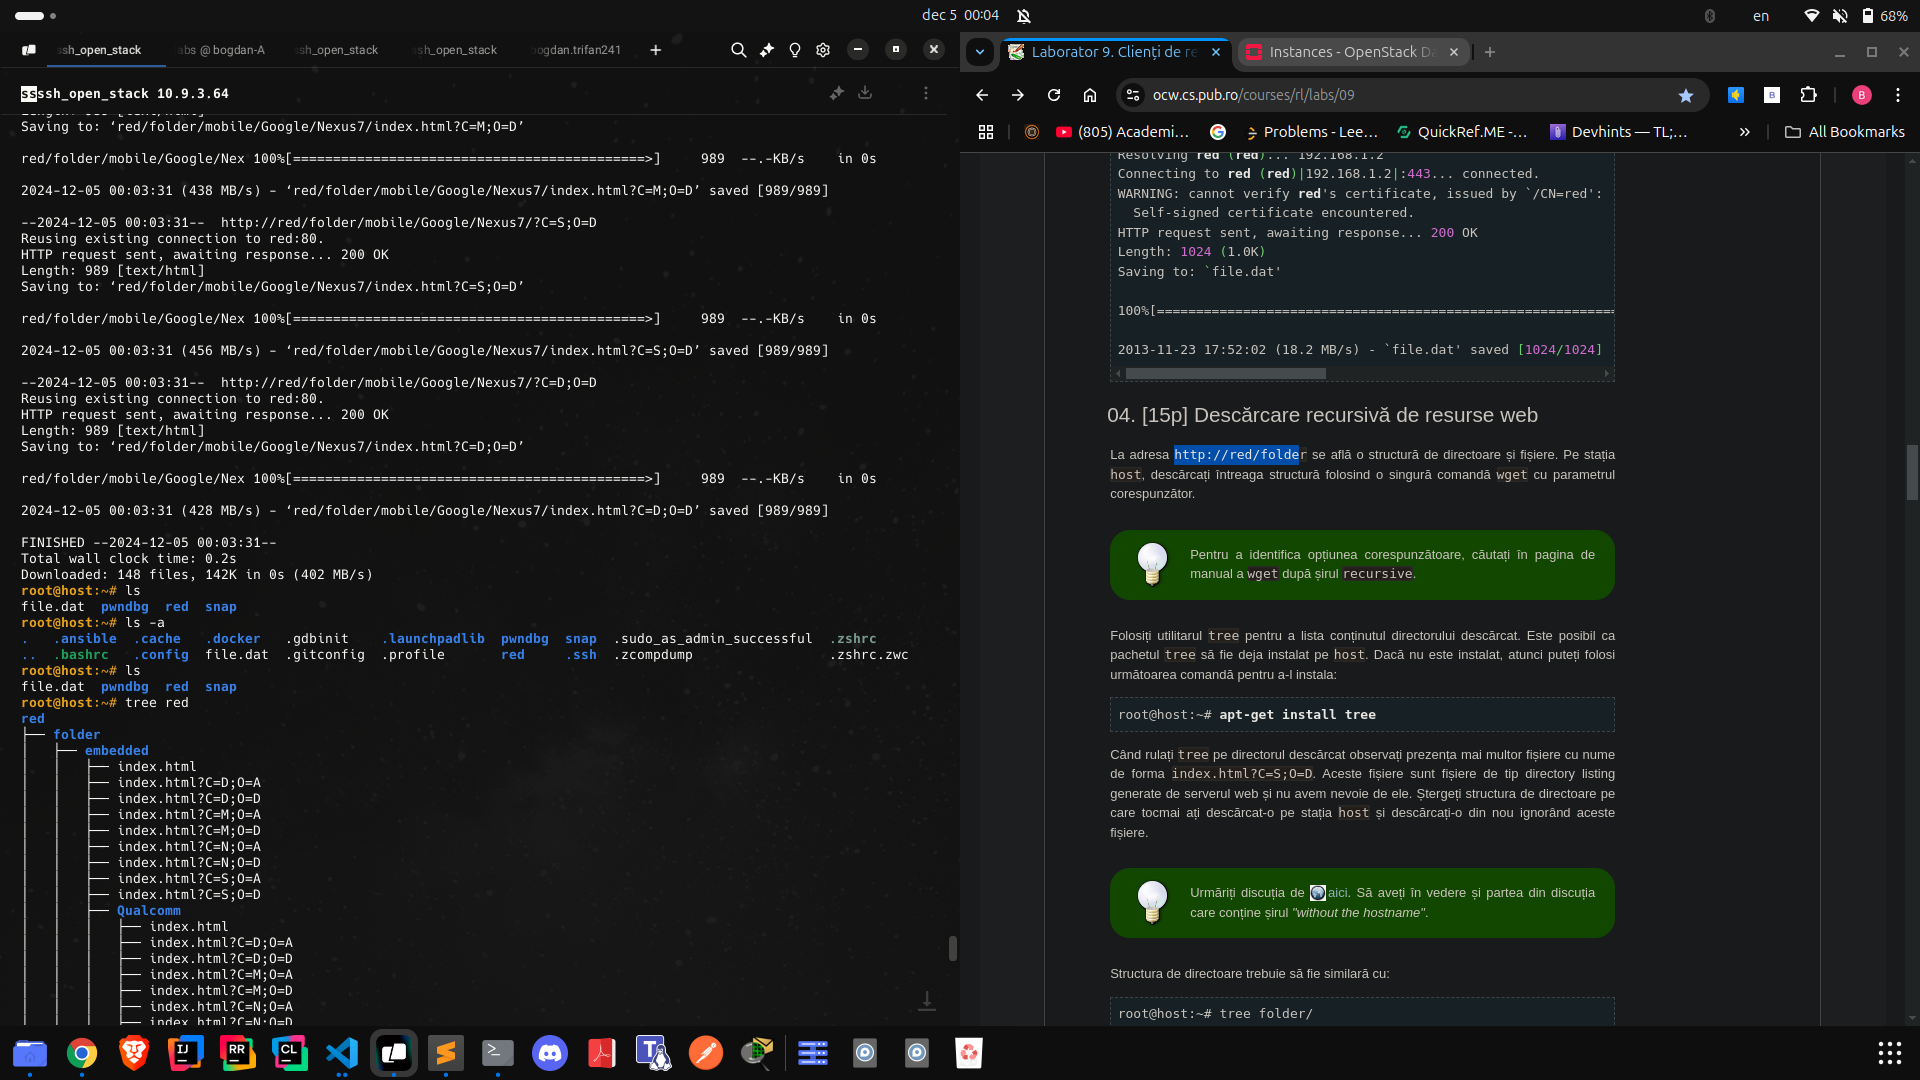 dec 5 00:04
en
68%
ssh_open_stack
abs @ bogdan-A
ssh_open_stack
ssh_open_stack
bogdan.trifan241
ssssh_open_stack 10.9.3.64
Saving to: ‘red/folder/mobile/Google/Nexus7/index.html?C=M;O=D’
red/folder/mobile/Google/Nex 100%[============================================>] 989 --.-KB/s in 0s
2024-12-05 00:03:31 (438 MB/s) - ‘red/folder/mobile/Google/Nexus7/index.html?C=M;O=D’ saved [989/989]
--2024-12-05 00:03:31-- http://red/folder/mobile/Google/Nexus7/?C=S;O=D
Reusing existing connection to red:80.
HTTP request sent, awaiting response... 200 OK
Length: 989 [text/html]
Saving to: ‘red/folder/mobile/Google/Nexus7/index.html?C=S;O=D’
red/folder/mobile/Google/Nex 100%[============================================>] 989 --.-KB/s in 0s
2024-12-05 00:03:31 (456 MB/s) - ‘red/folder/mobile/Google/Nexus7/index.html?C=S;O=D’ saved [989/989]
--2024-12-05 00:03:31-- http://red/folder/mobile/Google/Nexus7/?C=D;O=D
Reusing existing connection to red:80.
HTTP request sent, awaiting response... 200 OK
Length: 989 [text/html]
Saving to: ‘red/folder/mobile/Google/Nexus7/index.html?C=D;O=D’
red/folder/mobile/Google/Nex 100%[============================================>] 989 --.-KB/s in 0s
2024-12-05 00:03:31 (428 MB/s) - ‘red/folder/mobile/Google/Nexus7/index.html?C=D;O=D’ saved [989/989]
FINISHED --2024-12-05 00:03:31--
Total wall clock time: 0.2s
Downloaded: 148 files, 142K in 0s (402 MB/s)
root@host:~# ls
file.dat pwndbg red snap
root@host:~# ls -a
. .ansible .cache .docker .gdbinit .launchpadlib pwndbg snap .sudo_as_admin_successful .zshrc
.. .bashrc .config file.dat .gitconfig .profile red .ssh .zcompdump .zshrc.zwc
root@host:~# ls
file.dat pwndbg red snap
root@host:~# tree red
red
├── folder
│ ├── embedded
│ │ ├── index.html
│ │ ├── index.html?C=D;O=A
│ │ ├── index.html?C=D;O=D
│ │ ├── index.html?C=M;O=A
│ │ ├── index.html?C=M;O=D
│ │ ├── index.html?C=N;O=A
│ │ ├── index.html?C=N;O=D
│ │ ├── index.html?C=S;O=A
│ │ ├── index.html?C=S;O=D
│ │ ├── Qualcomm
│ │ │ ├── index.html
│ │ │ ├── index.html?C=D;O=A
│ │ │ ├── index.html?C=D;O=D
│ │ │ ├── index.html?C=M;O=A
│ │ │ ├── index.html?C=M;O=D
│ │ │ ├── index.html?C=N;O=A
│ │ │ ├── index.html?C=N;O=D
Laborator 9. Clienți de re
Instances - OpenStack Da
ocw.cs.pub.ro/courses/rl/labs/09
(805) Academi...
Problems - Lee...
QuickRef.ME -...
Devhints — TL;...
All Bookmarks
Resolving red (red)... 192.168.1.2
Connecting to red (red)|192.168.1.2|:443... connected.
WARNING: cannot verify red's certificate, issued by `/CN=red':
Self-signed certificate encountered.
HTTP request sent, awaiting response... 200 OK
Length: 1024 (1.0K)
Saving to: `file.dat'
100%[==========================================================
2013-11-23 17:52:02 (18.2 MB/s) - `file.dat' saved [1024/1024]
04. [15p] Descărcare recursivă de resurse web
La adresa http://red/folder se află o structură de directoare și fișiere. Pe stația
host, descărcați întreaga structură folosind o singură comandă wget cu parametrul
corespunzător.
Pentru a identifica opțiunea corespunzătoare, căutați în pagina de
manual a wget după șirul recursive.
Folosiți utilitarul tree pentru a lista conținutul directorului descărcat. Este posibil ca
pachetul tree să fie deja instalat pe host. Dacă nu este instalat, atunci puteți folosi
următoarea comandă pentru a-l instala:
root@host:~# apt-get install tree
Când rulați tree pe directorul descărcat observați prezența mai multor fișiere cu nume
de forma index.html?C=S;O=D. Aceste fișiere sunt fișiere de tip directory listing
generate de serverul web și nu avem nevoie de ele. Ștergeți structura de directoare pe
care tocmai ați descărcat-o pe stația host și descărcați-o din nou ignorând aceste
fișiere.
Urmăriți discuția de aici. Să aveți în vedere și partea din discuția
care conține șirul "without the hostname".
Structura de directoare trebuie să fie similară cu:
root@host:~# tree folder/